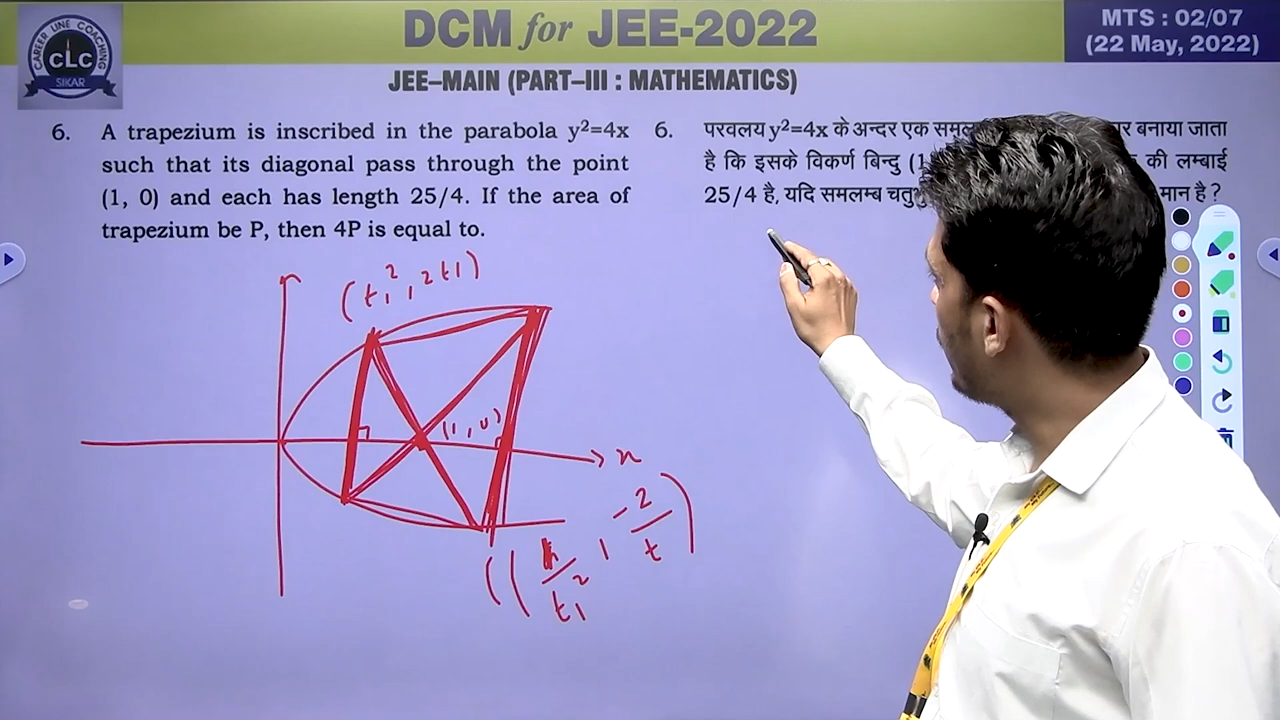 CAREER LINE COACHING
CLC
SIKAR
DCM for JEE-2022
MTS : 02/07
(22 May, 2022)
JEE–MAIN (PART–III : MATHEMATICS)
6. A trapezium is inscribed in the parabola y²=4x
such that its diagonal pass through the point
(1, 0) and each has length 25/4. If the area of
trapezium be P, then 4P is equal to.
6. परवलय y²=4x के अन्दर एक बनाया जाता
है कि इसके विकर्ण बिन्दु की लम्बाई
25/4 है, यदि समलम्ब मान है ?
(t₁², 2t1)
(1, 0)
x
t₁²
, -2/t)